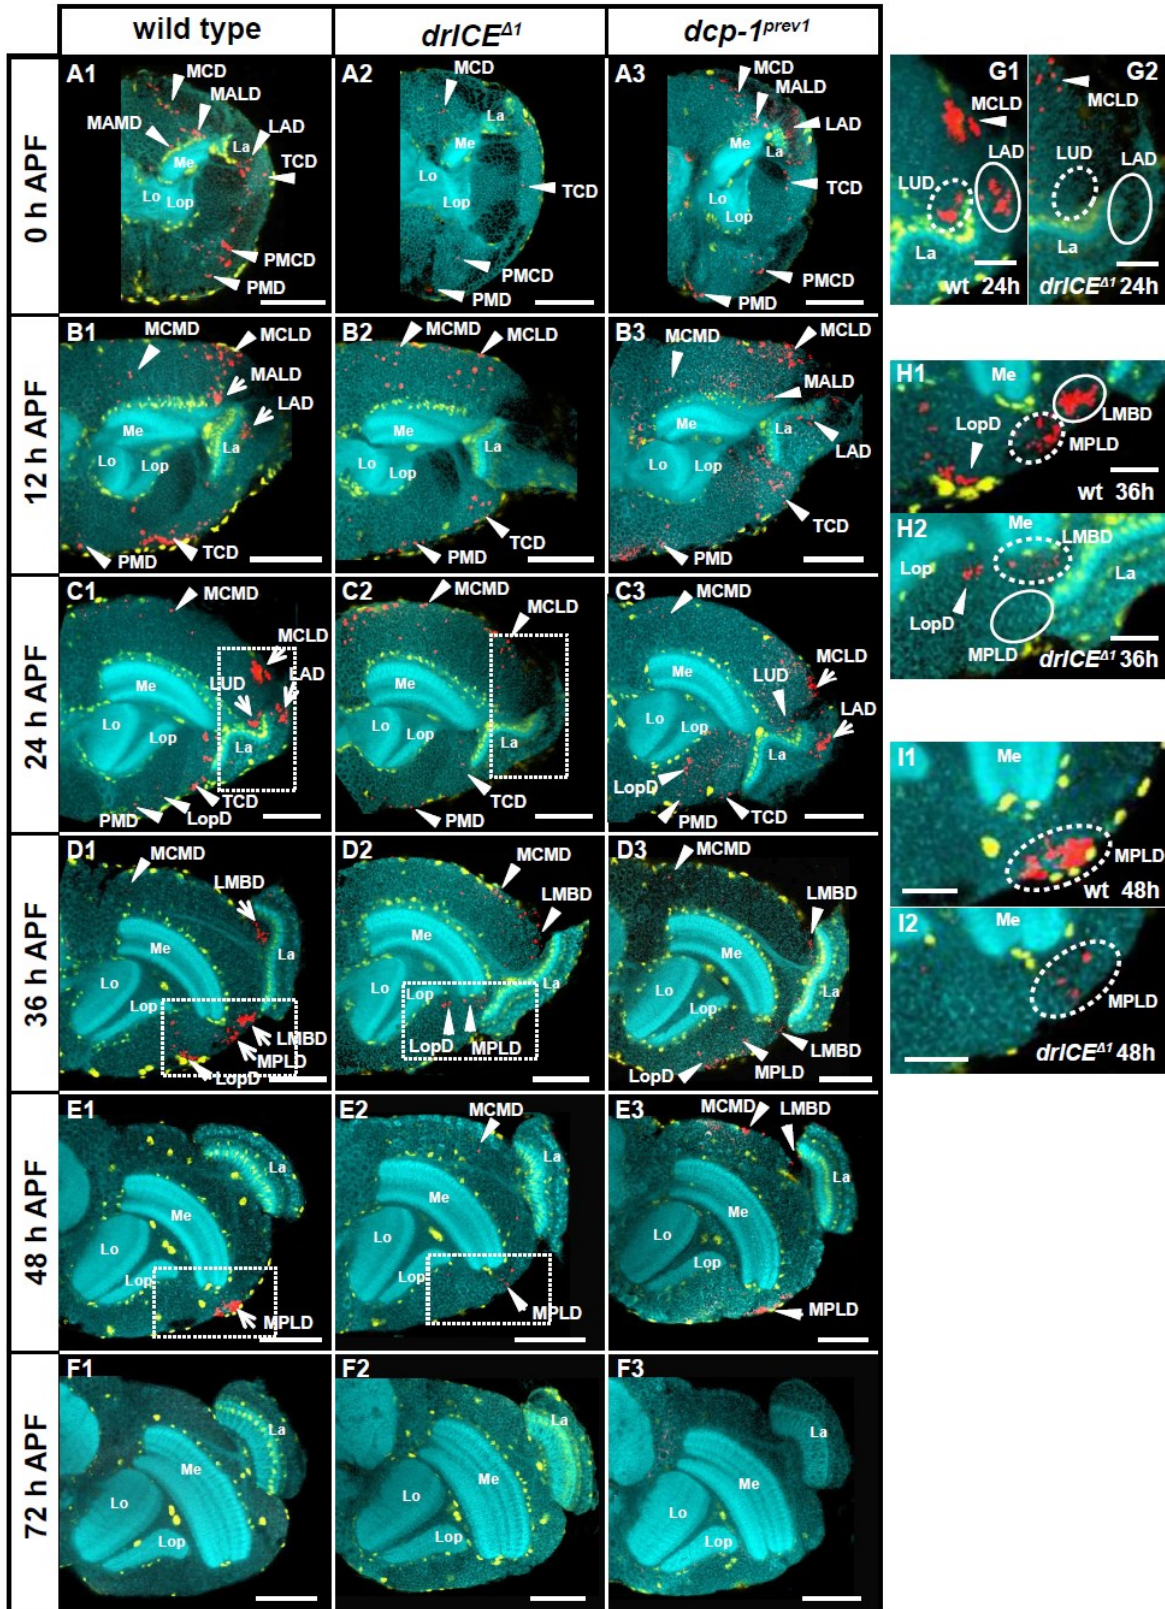 wild type
drICE^Δ1
dcp-1^prev1
0 h APF
A1
MCD
MALD
MAMD
LAD
La
Me
TCD
Lo
Lop
PMCD
PMD
A2
MCD
La
Me
Lo
TCD
Lop
PMCD
PMD
A3
MCD
MALD
LAD
Me
La
Lo
TCD
Lop
PMCD
PMD
12 h APF
B1
MCMD
MCLD
MALD
LAD
Me
La
Lo
Lop
TCD
PMD
B2
MCMD
MCLD
Me
La
Lo
Lop
TCD
PMD
B3
MCMD
MCLD
MALD
Me
La
LAD
Lo
Lop
TCD
PMD
24 h APF
C1
MCMD
MCLD
LUD
LAD
Me
Lo
Lop
La
TCD
PMD
LopD
C2
MCMD
MCLD
Me
Lo
Lop
La
TCD
PMD
C3
MCMD
MCLD
LUD
Me
LAD
Lo
Lop
La
LopD
PMD
TCD
36 h APF
D1
MCMD
LMBD
Me
La
Lo
Lop
LMBD
MPLD
LopD
D2
MCMD
LMBD
Me
Lo
Lop
La
LopD
MPLD
D3
MCMD
LMBD
Me
La
Lo
Lop
LMBD
MPLD
LopD
48 h APF
E1
La
Me
Lo
Lop
MPLD
E2
MCMD
La
Me
Lo
Lop
MPLD
E3
MCMD
LMBD
La
Me
Lo
Lop
MPLD
72 h APF
F1
La
Me
Lo
Lop
F2
La
Me
Lo
Lop
F3
La
Me
Lo
Lop
G1
MCLD
LAD
LUD
La
wt 24h
G2
MCLD
LAD
LUD
La
drICE^Δ1 24h
H1
Me
LMBD
LopD
MPLD
wt 36h
H2
Me
LMBD
Lop
La
LopD
MPLD
drICE^Δ1 36h
I1
Me
MPLD
wt 48h
I2
Me
MPLD
drICE^Δ1 48h